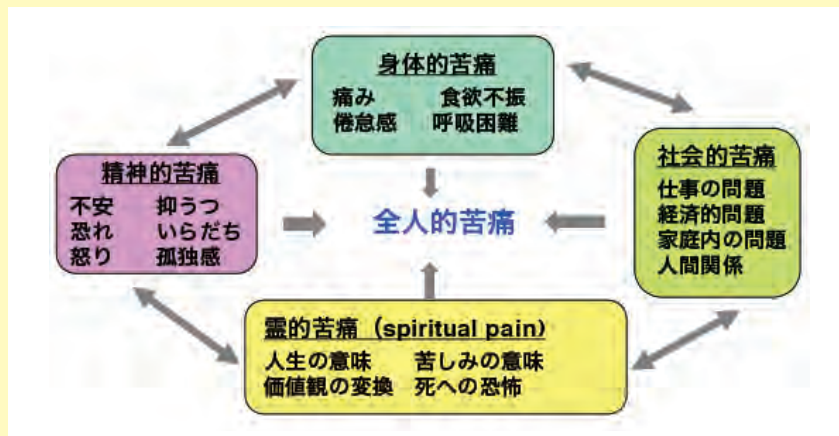 身体的苦痛
痛み 食欲不振
倦怠感 呼吸困難
精神的苦痛
不安 抑うつ
恐れ いらだち
怒り 孤独感
全人的苦痛
社会的苦痛
仕事の問題
経済的問題
家庭内の問題
人間関係
霊的苦痛（spiritual pain）
人生の意味 苦しみの意味
価値観の変換 死への恐怖